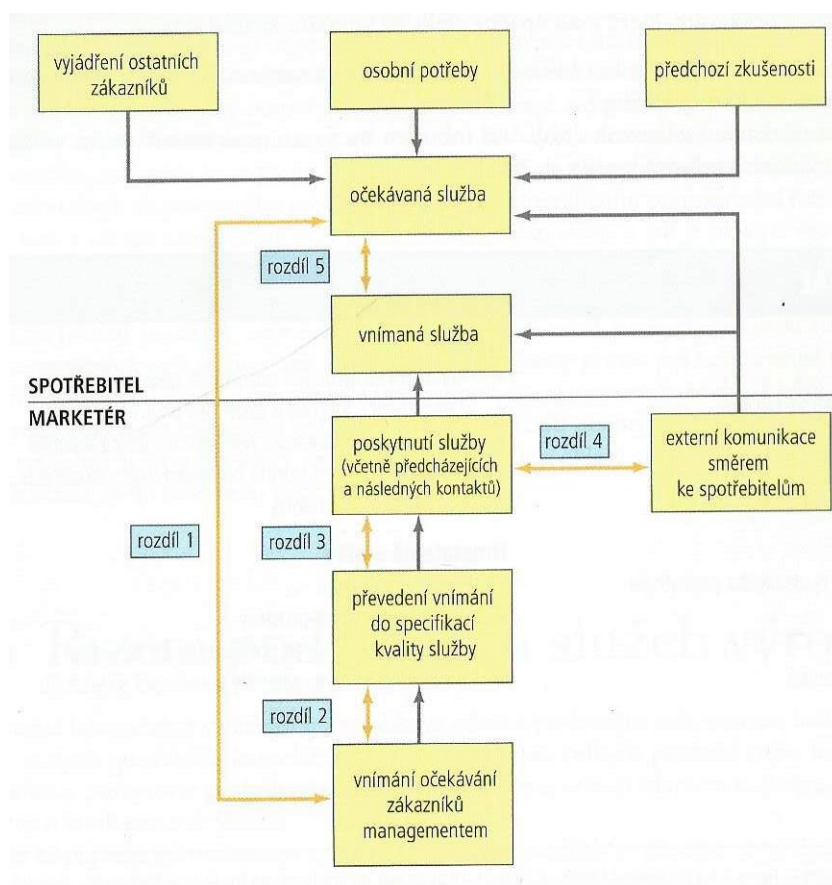 vyjádření ostatních
zákazníků
osobní potřeby
předchozí zkušenosti
očekávaná služba
rozdíl 5
vnímaná služba
SPOTŘEBITEL
MARKETÉR
poskytnutí služby
(včetně předcházejících
a následných kontaktů)
rozdíl 4
externí komunikace
směrem
ke spotřebitelům
rozdíl 1
rozdíl 3
převedení vnímání
do specifikací
kvality služby
rozdíl 2
vnímání očekávání
zákazníků
managementem